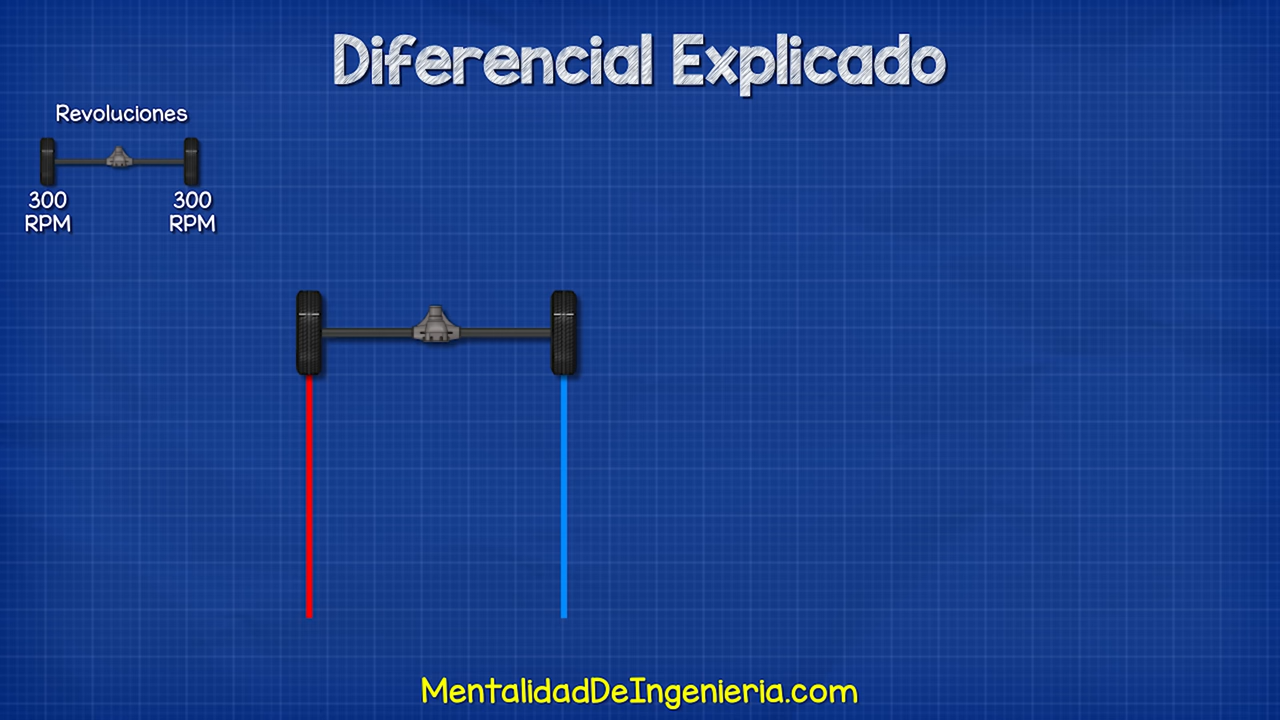 Diferencial Explicado
Revoluciones
300
RPM
300
RPM
MentalidadDeIngenieria.com